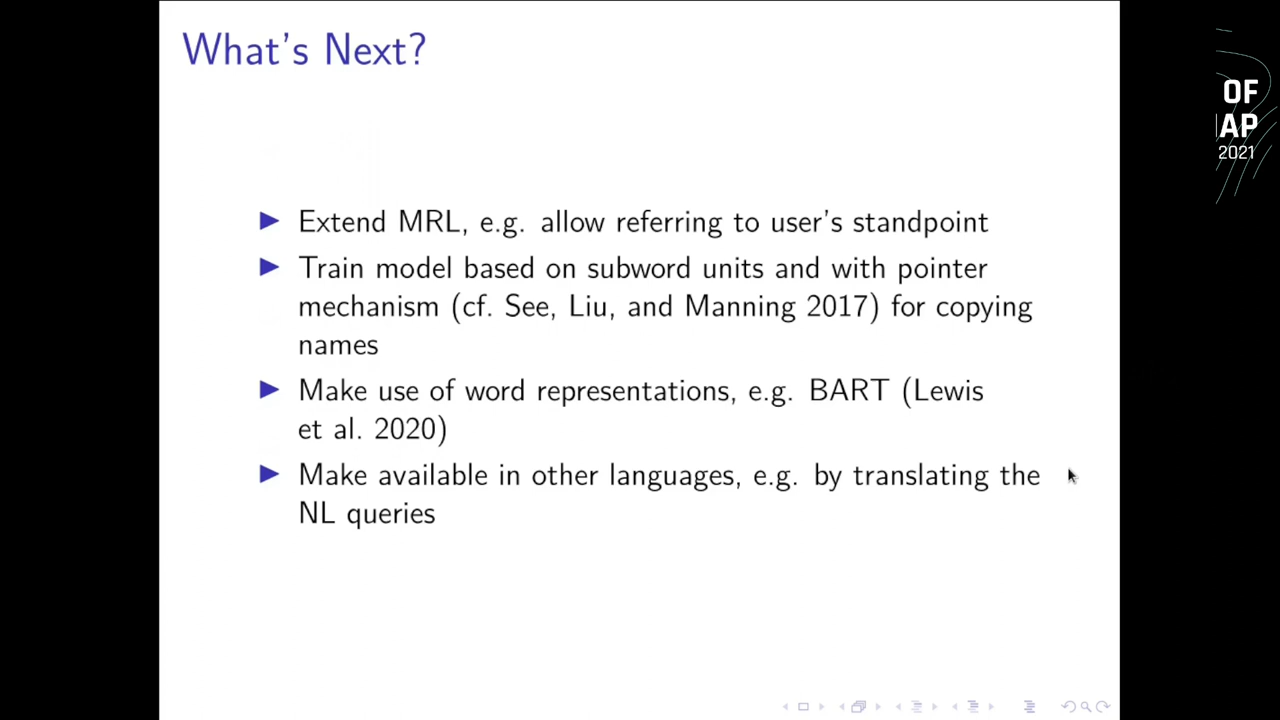 What's Next?
Extend MRL, e.g. allow referring to user's standpoint
Train model based on subword units and with pointer
mechanism (cf. See, Liu, and Manning 2017) for copying
names
Make use of word representations, e.g. BART (Lewis
et al. 2020)
Make available in other languages, e.g. by translating the
NL queries
OF
AP
2021